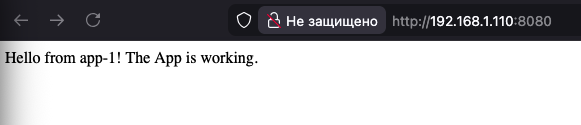 Не защищено http://192.168.1.110:8080
Hello from app-1! The App is working.